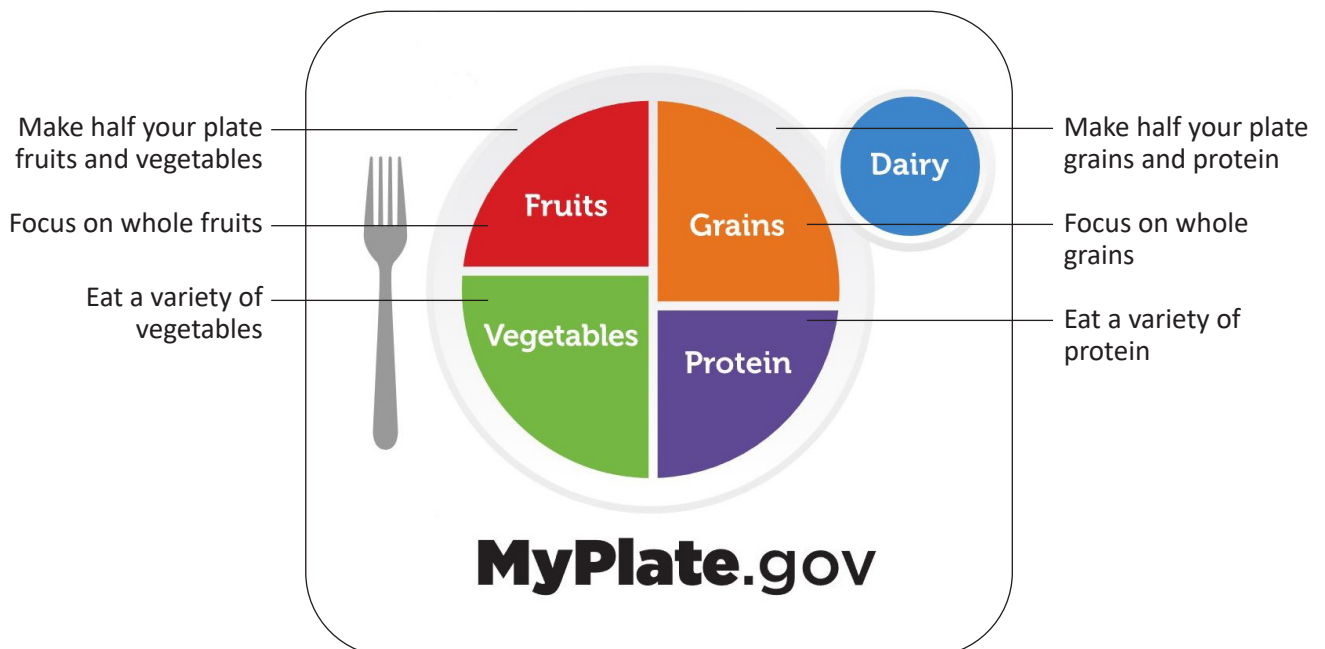 Make half your plate
fruits and vegetables
Focus on whole fruits
Eat a variety of
vegetables
Fruits
Grains
Vegetables
Protein
Dairy
Make half your plate
grains and protein
Focus on whole
grains
Eat a variety of
protein
MyPlate.gov